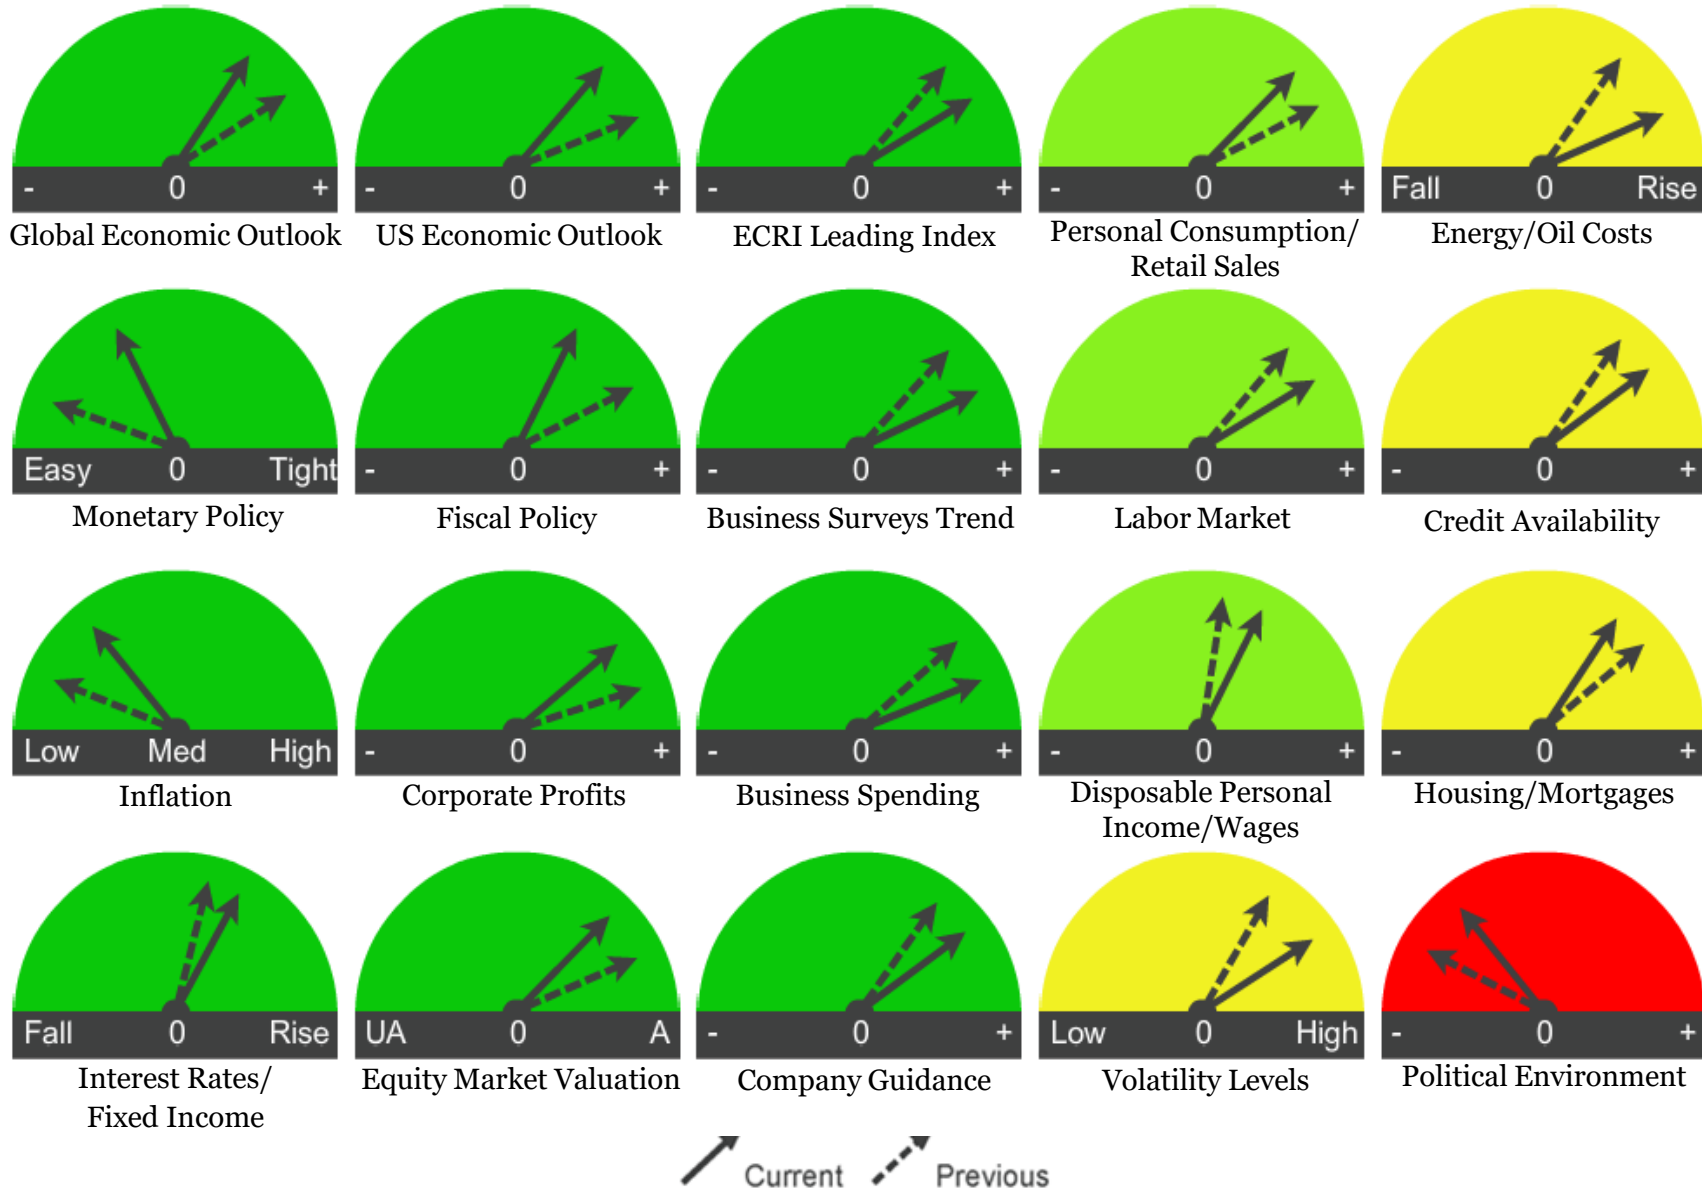 - 0 +
- 0 +
- 0 +
- 0 +
Fall 0 Rise
Global Economic Outlook
US Economic Outlook
ECRI Leading Index
Personal Consumption/
Retail Sales
Energy/Oil Costs
Easy 0 Tight
- 0 +
- 0 +
- 0 +
- 0 +
Monetary Policy
Fiscal Policy
Business Surveys Trend
Labor Market
Credit Availability
Low Med High
- 0 +
- 0 +
- 0 +
- 0 +
Inflation
Corporate Profits
Business Spending
Disposable Personal
Income/Wages
Housing/Mortgages
Fall 0 Rise
UA 0 A
- 0 +
Low 0 High
- 0 +
Interest Rates/
Fixed Income
Equity Market Valuation
Company Guidance
Volatility Levels
Political Environment
Current
Previous